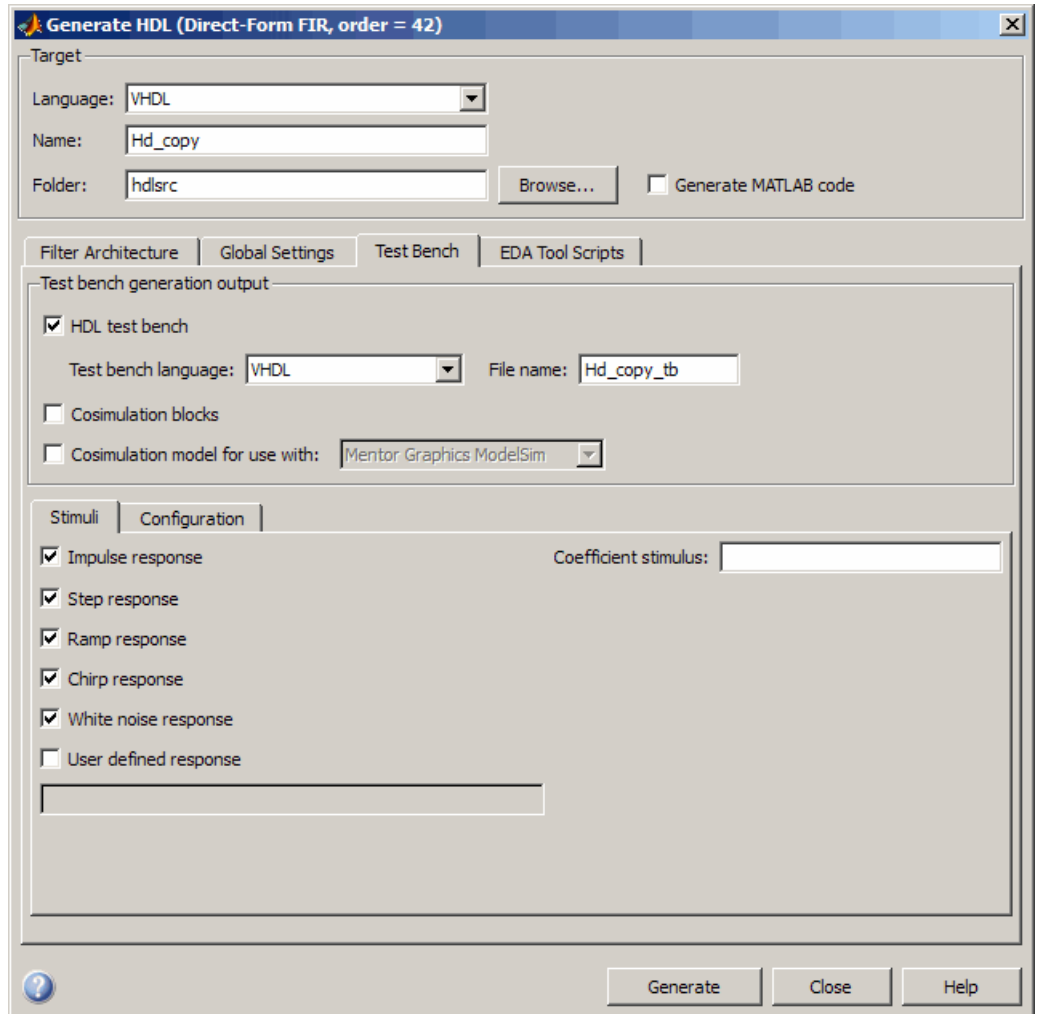 Generate HDL (Direct-Form FIR, order = 42)
Target
Language: VHDL
Name: Hd_copy
Folder: hdlsrc Browse... Generate MATLAB code
Filter Architecture Global Settings Test Bench EDA Tool Scripts
Test bench generation output
HDL test bench
Test bench language: VHDL File name: Hd_copy_tb
Cosimulation blocks
Cosimulation model for use with: Mentor Graphics ModelSim
Stimuli Configuration
Impulse response Coefficient stimulus:
Step response
Ramp response
Chirp response
White noise response
User defined response
? Generate Close Help